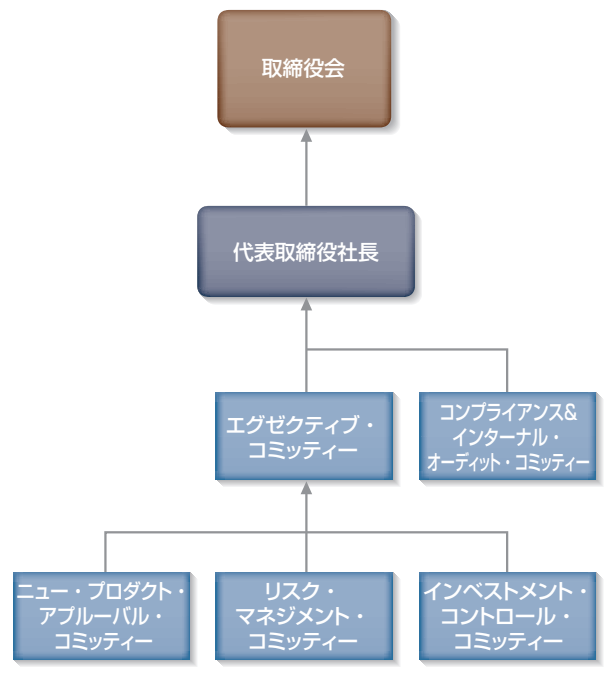 取締役会
代表取締役社長
エグゼクティブ・
コミッティー
コンプライアンス&
インターナル・
オーディット・コミッティー
ニュー・プロダクト・
アプルーバル・
コミッティー
リスク・
マネジメント・
コミッティー
インベストメント・
コントロール・
コミッティー